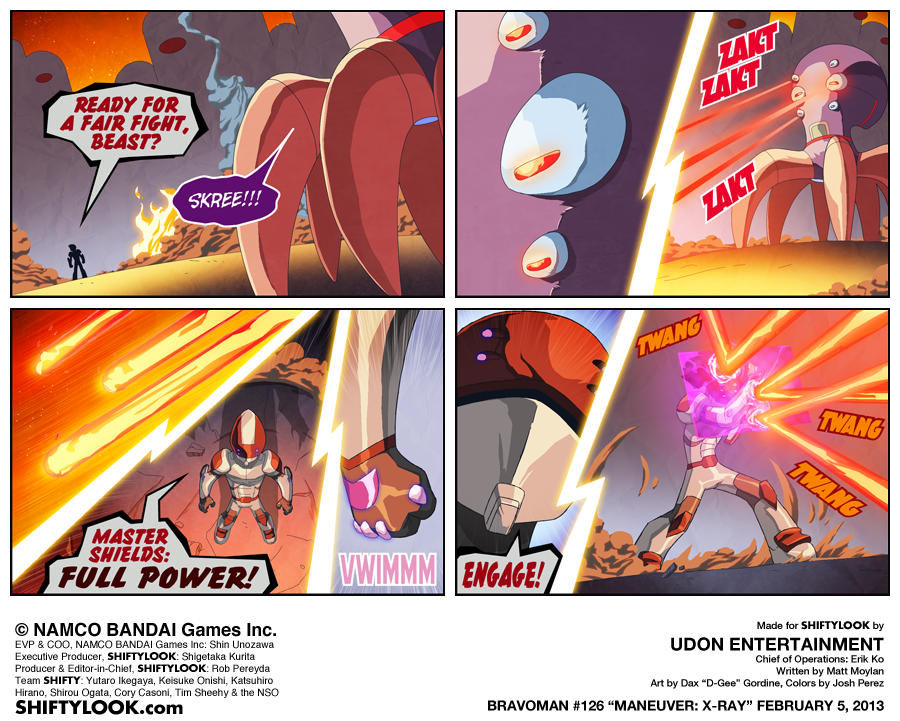 READY FOR
A FAIR FIGHT,
BEAST?
SKREE!!!
ZAKT
ZAKT
ZAKT
MASTER
SHIELDS:
FULL POWER!
VWIMMM
ENGAGE!
TWANG
TWANG
TWANG
© NAMCO BANDAI Games Inc.
EVP & COO, NAMCO BANDAI Games Inc: Shin Unozawa
Executive Producer, SHIFTYLOOK: Shigetaka Kurita
Producer & Editor-in-Chief, SHIFTYLOOK: Rob Pereyda
Team SHIFTY: Yutaro Ikegaya, Keisuke Onishi, Katsuhiro
Hirano, Shirou Ogata, Cory Casoni, Tim Sheehy & the NSO
SHIFTYLOOK.com
Made for SHIFTYLOOK by
UDON ENTERTAINMENT
Chief of Operations: Erik Ko
Written by Matt Moylan
Art by Dax “D-Gee” Gordine, Colors by Josh Perez
BRAVOMAN #126 “MANEUVER: X-RAY” FEBRUARY 5, 2013